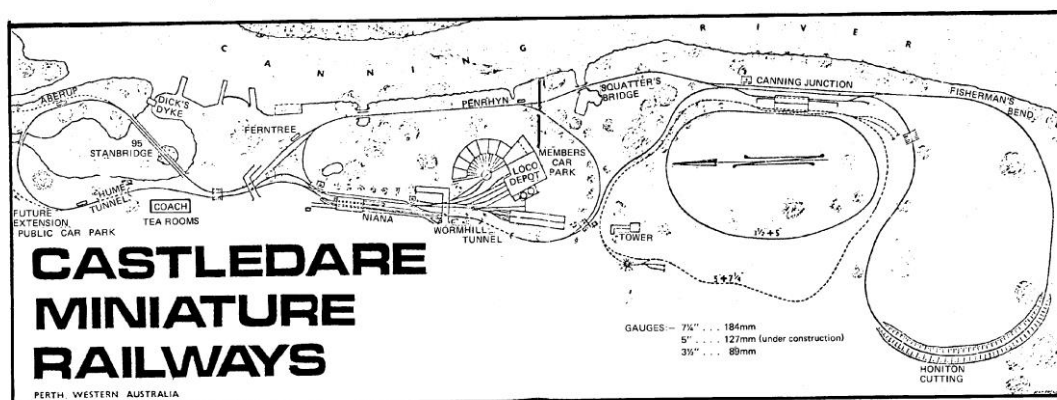 CANNING RIVER
ABERUP
DICK'S
DYKE
FERNTREE
PENRHYN
SQUATTER'S
BRIDGE
CANNING JUNCTION
FISHERMAN'S
BEND
95
STANBRIDGE
HUME
TUNNEL
COACH
TEA ROOMS
FUTURE
EXTENSION
PUBLIC CAR PARK
NIANA
WORMHILL
TUNNEL
LOCO
DEPOT
MEMBERS
CAR
PARK
TOWER
3½ + 5"
5 + 7¼"
CASTLEDARE
MINIATURE
RAILWAYS
PERTH, WESTERN AUSTRALIA
GAUGES:- 7¼" . . . 184mm
5" . . . 127mm (under construction)
3½" . . . 89mm
HONITON
CUTTING